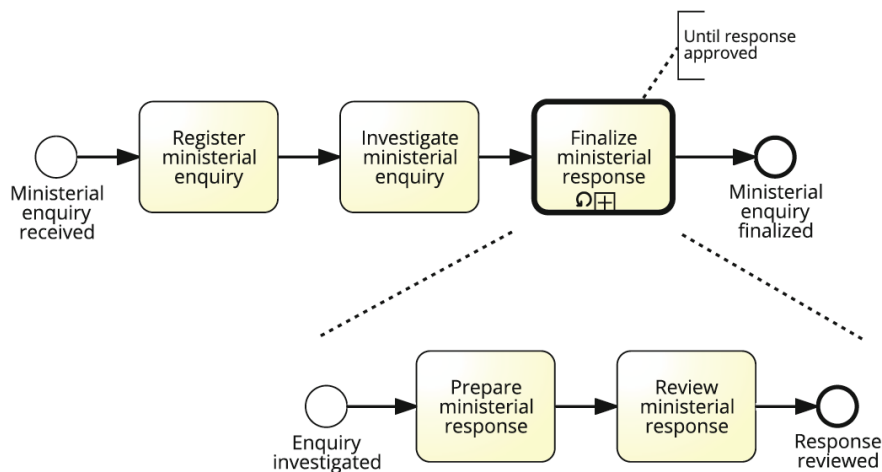 Until response
approved
Register
ministerial
enquiry
Investigate
ministerial
enquiry
Finalize
ministerial
response
Ministerial
enquiry
received
Ministerial
enquiry
finalized
Prepare
ministerial
response
Review
ministerial
response
Enquiry
investigated
Response
reviewed